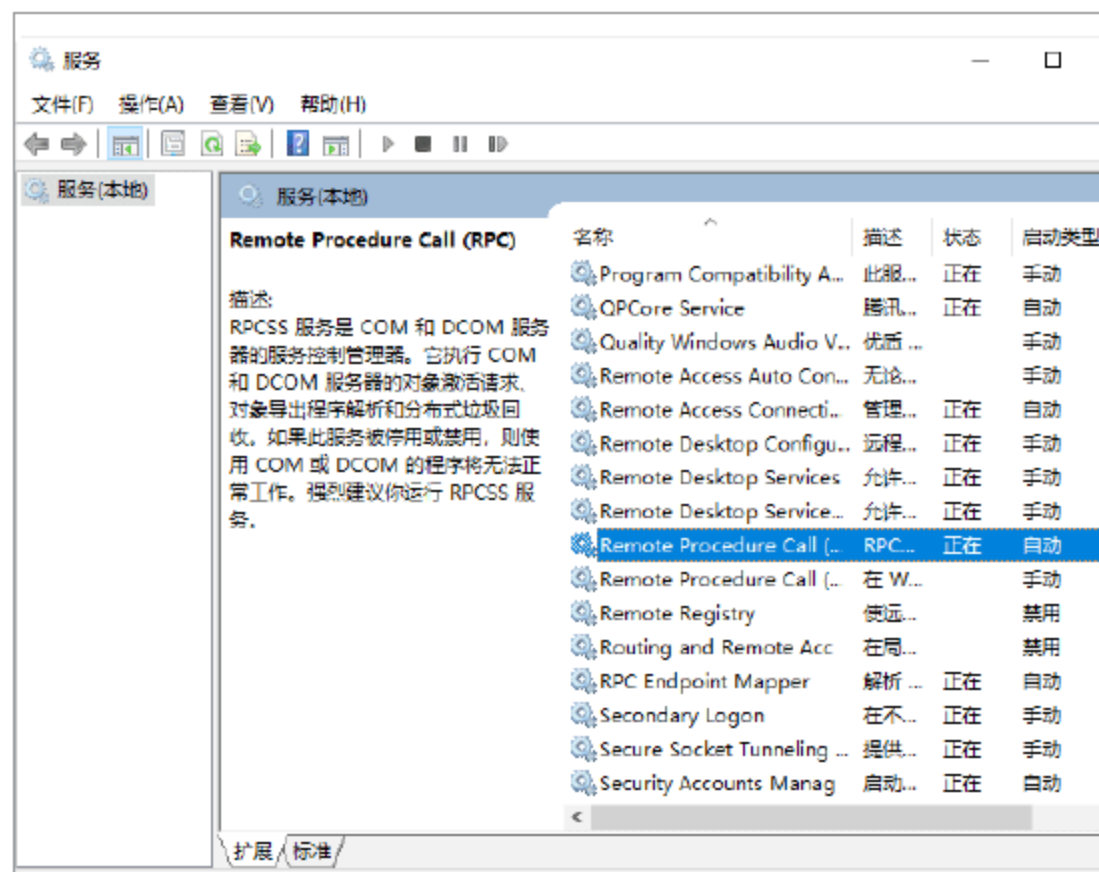 服务
文件(F) 操作(A) 查看(V) 帮助(H)
服务(本地)
服务(本地)
Remote Procedure Call (RPC)
描述:
RPCSS 服务是 COM 和 DCOM 服务
器的服务控制管理器。它执行 COM
和 DCOM 服务器的对象激活请求、
对象导出程序解析和分布式垃圾回
收。如果此服务被停用或禁用，则使
用 COM 或 DCOM 的程序将无法正
常工作。强烈建议你运行 RPCSS 服
务。
名称 描述 状态 启动类型
Program Compatibility A... 此服... 正在 手动
QPCore Service 腾讯... 正在 自动
Quality Windows Audio V... 优质 ... 手动
Remote Access Auto Con... 无论... 手动
Remote Access Connecti... 管理... 正在 自动
Remote Desktop Configu... 远程... 正在 手动
Remote Desktop Services 允许... 正在 手动
Remote Desktop Service... 允许... 正在 手动
Remote Procedure Call (... RPC... 正在 自动
Remote Procedure Call (... 在 W... 手动
Remote Registry 使远... 禁用
Routing and Remote Acc 在局... 禁用
RPC Endpoint Mapper 解析 ... 正在 自动
Secondary Logon 在不... 正在 手动
Secure Socket Tunneling ... 提供... 正在 手动
Security Accounts Manag 启动... 正在 自动
扩展 标准